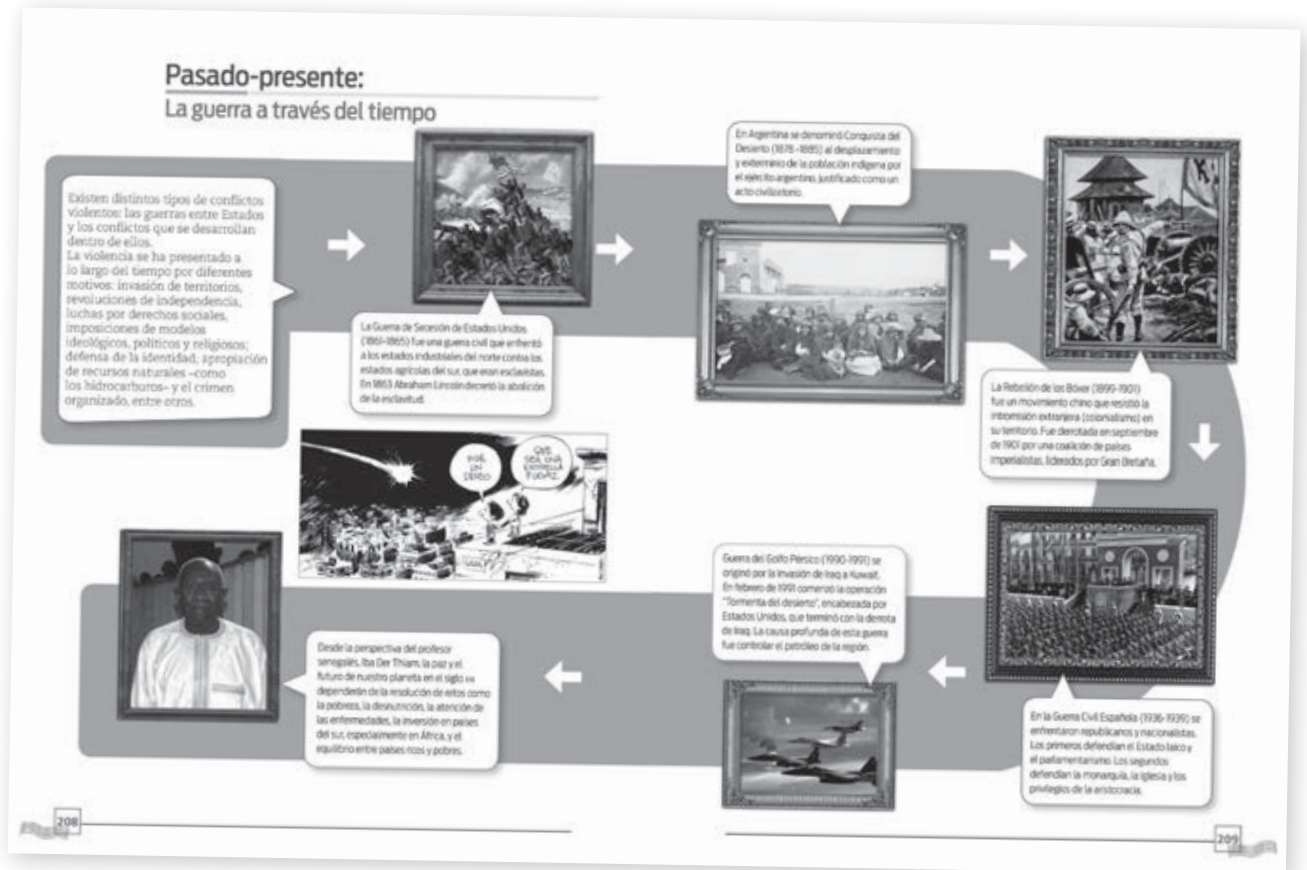 Pasado-presente:
La guerra a través del tiempo
Existen distintos tipos de conflictos
violentos: las guerras entre Estados
y los conflictos que se desarrollan
dentro de ellos.
La violencia se ha presentado a
lo largo del tiempo por diferentes
motivos: invasión de territorios,
revoluciones de independencia,
luchas por derechos sociales,
imposiciones de modelos
ideológicos, políticos y religiosos;
defensa de la identidad; apropiación
de recursos naturales –como
los hidrocarburos– y el crimen
organizado, entre otros.
La Guerra de Secesión de Estados Unidos
(1861-1865) fue una guerra civil que enfrentó
a los estados industriales del norte contra los
estados agrícolas del sur, que eran esclavistas.
En 1863 Abraham Lincoln decretó la abolición
de la esclavitud.
En Argentina se denominó Conquista del
Desierto (1878-1885) al desplazamiento
y exterminio de la población indígena por
el ejército argentino, justificado como un
acto civilizatorio.
La Rebelión de los Bóxer (1899-1901)
fue un movimiento chino que resistió la
intromisión extranjera (colonialismo) en
su territorio. Fue derrotada en septiembre
de 1901 por una coalición de países
imperialistas, liderados por Gran Bretaña.
En la Guerra Civil Española (1936-1939) se
enfrentaron republicanos y nacionalistas.
Los primeros defendían el Estado laico y
el parlamentarismo. Los segundos
defendían la monarquía, la Iglesia y los
privilegios de la aristocracia.
Guerra del Golfo Pérsico (1990-1991) se
originó por la invasión de Iraq a Kuwait.
En febrero de 1991 comenzó la operación
"Tormenta del desierto", encabezada por
Estados Unidos, que terminó con la derrota
de Iraq. La causa profunda de esta guerra
fue controlar el petróleo de la región.
PIDE
UN
DESEO
QUE
SEA UNA
ESTRELLA
FUGAZ
Desde la perspectiva del profesor
senegalés, Iba Der Thiam, la paz y el
futuro de nuestro planeta en el siglo
dependerán de la resolución de retos como
la pobreza, la desnutrición, la atención de
las enfermedades, la inversión en países
del sur, especialmente en África, y el
equilibrio entre países ricos y pobres.
208
209